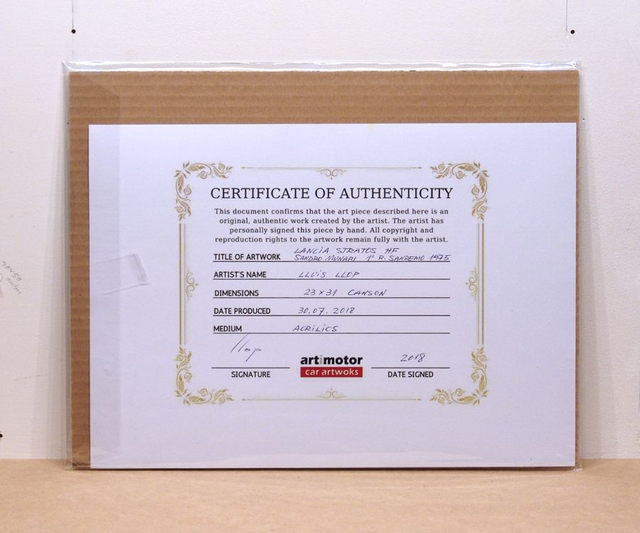 CERTIFICATE OF AUTHENTICITY
This document confirms that the art piece described here is an
original, authentic work created by the artist. The artist has
personally signed this piece by hand. All copyright and
reproduction rights to the artwork remain fully with the artist.
LANCIA STRATOS HF
TITLE OF ARTWORK SANDRO MUNARI 1º R. SANREMO 1975
ARTIST'S NAME LLUÍS LLOP
DIMENSIONS 23 x 31 CANSON
DATE PRODUCED 30.07.2018
MEDIUM ACRILICS
Llop
artimotor
2018
car artwoks
SIGNATURE
DATE SIGNED